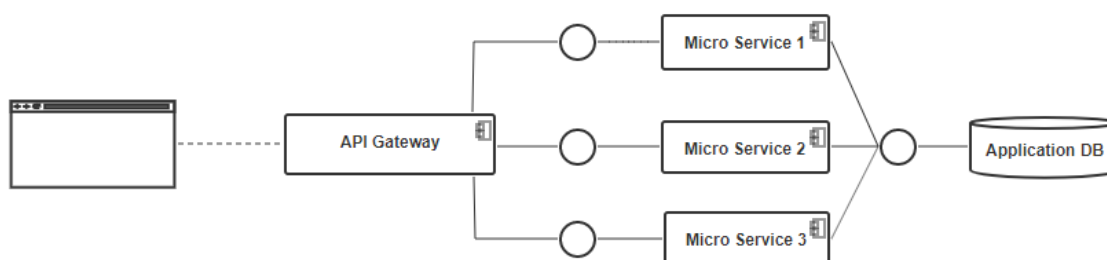 Micro Service 1
API Gateway
Micro Service 2
Application DB
Micro Service 3